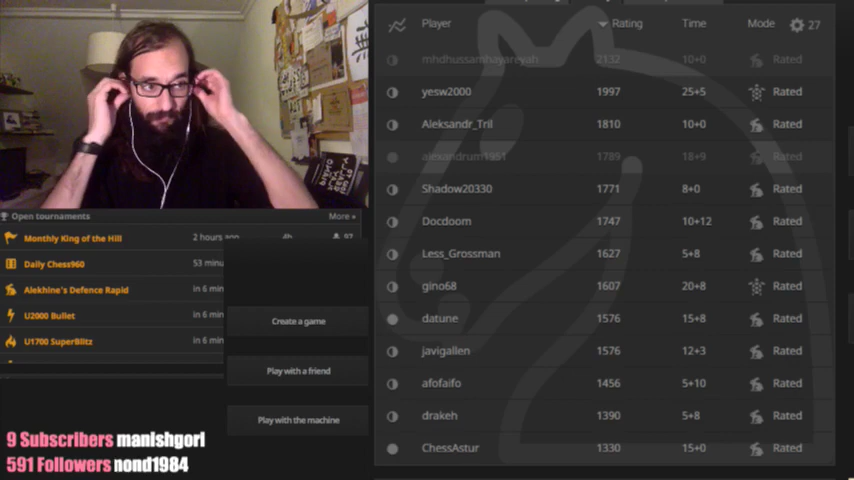 Player Rating Time Mode 27
mhdhussamhayareyah 2132 10+0 Rated
yesw2000 1997 25+5 Rated
Aleksandr_Tril 1810 10+0 Rated
alexandrum1951 1789 18+9 Rated
Shadow20330 1771 8+0 Rated
Docdoom 1747 10+12 Rated
Less_Grossman 1627 5+8 Rated
gino68 1607 20+8 Rated
datune 1576 15+8 Rated
javigallen 1576 12+3 Rated
afofaifo 1456 5+10 Rated
drakeh 1390 5+8 Rated
ChessAstur 1330 15+0 Rated
Open tournaments More »
Monthly King of the Hill 2 hours ago 4h 97
Daily Chess960 53 minu
Alekhine's Defence Rapid in 6 min
U2000 Bullet in 6 min
U1700 SuperBlitz in 6 min
Create a game
Play with a friend
Play with the machine
9 Subscribers manishgorl
591 Followers nond1984